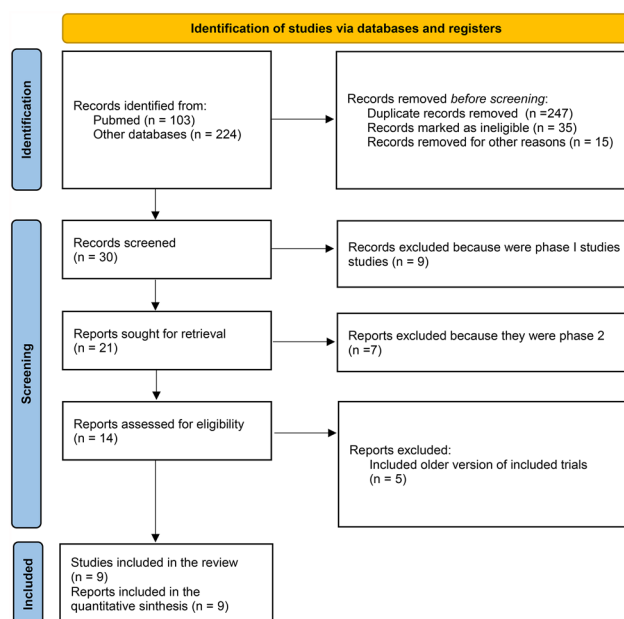 Identification of studies via databases and registers
Identification
Records identified from:
Pubmed (n = 103)
Other databases (n = 224)
Records removed before screening:
Duplicate records removed (n =247)
Records marked as ineligible (n = 35)
Records removed for other reasons (n = 15)
Screening
Records screened
(n = 30)
Records excluded because were phase I studies
studies (n = 9)
Reports sought for retrieval
(n = 21)
Reports excluded because they were phase 2
(n =7)
Reports assessed for eligibility
(n = 14)
Reports excluded:
Included older version of included trials
(n = 5)
Included
Studies included in the review
(n = 9)
Reports included in the
quantitative sinthesis (n = 9)